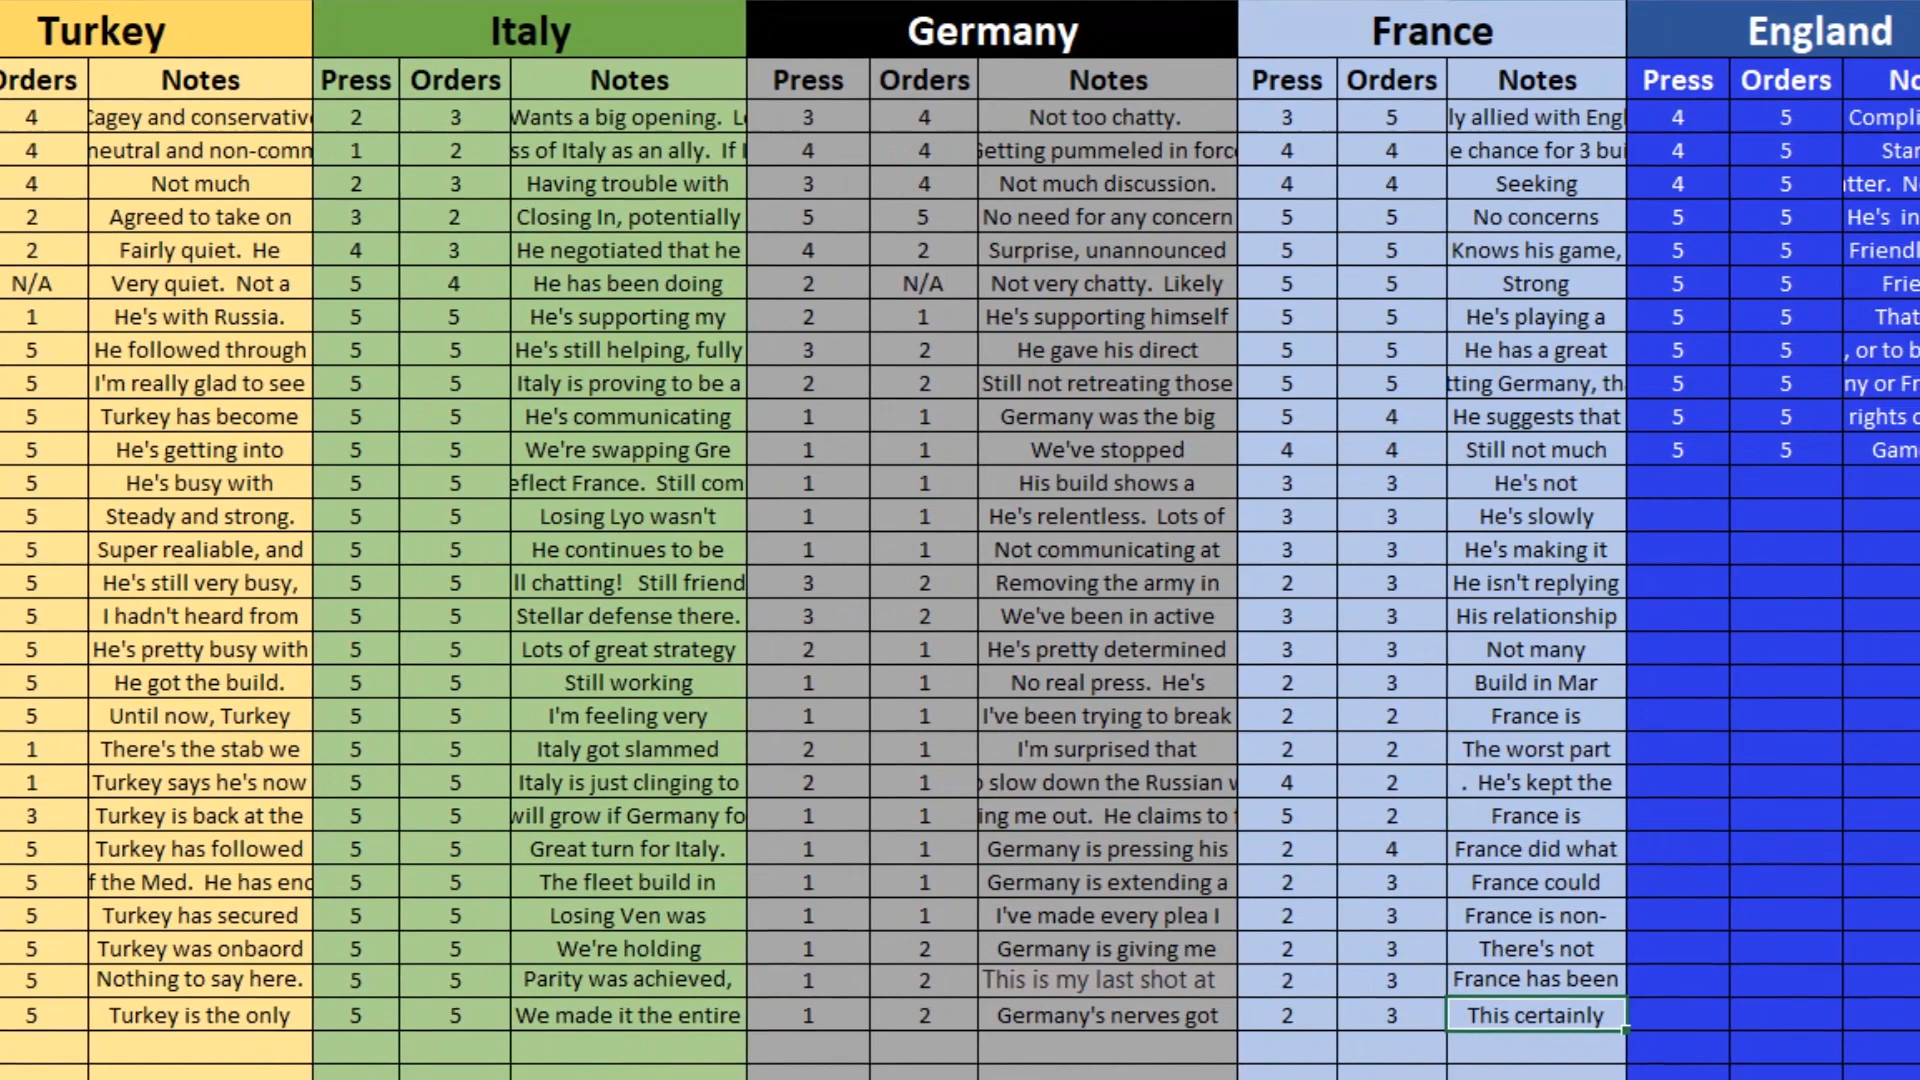 Turkey Italy Germany France England
Orders Notes Press Orders Notes Press Orders Notes Press Orders Notes Press Orders No
4 Cagey and conservative 2 3 Wants a big opening. L 3 4 Not too chatty. 3 5 ly allied with Engl 4 5 Compli
4 neutral and non-comm 1 2 ss of Italy as an ally. If I 4 4 Getting pummeled in forc 4 4 e chance for 3 bui 4 5 Star
4 Not much 2 3 Having trouble with 3 4 Not much discussion. 4 4 Seeking 4 5 tter. N
2 Agreed to take on 3 2 Closing In, potentially 5 5 No need for any concern 5 5 No concerns 5 5 He's in
2 Fairly quiet. He 4 3 He negotiated that he 4 2 Surprise, unannounced 5 5 Knows his game, 5 5 Friendl
N/A Very quiet. Not a 5 4 He has been doing 2 N/A Not very chatty. Likely 5 5 Strong 5 5 Frie
1 He's with Russia. 5 5 He's supporting my 2 1 He's supporting himself 5 5 He's playing a 5 5 That
5 He followed through 5 5 He's still helping, fully 3 2 He gave his direct 5 5 He has a great 5 5 , or to b
5 I'm really glad to see 5 5 Italy is proving to be a 2 2 Still not retreating those 5 5 tting Germany, th 5 5 ny or Fr
5 Turkey has become 5 5 He's communicating 1 1 Germany was the big 5 4 He suggests that 5 5 rights o
5 He's getting into 5 5 We're swapping Gre 1 1 We've stopped 4 4 Still not much 5 5 Gam
5 He's busy with 5 5 eflect France. Still com 1 1 His build shows a 3 3 He's not
5 Steady and strong. 5 5 Losing Lyo wasn't 1 1 He's relentless. Lots of 3 3 He's slowly
5 Super realiable, and 5 5 He continues to be 1 1 Not communicating at 3 3 He's making it
5 He's still very busy, 5 5 ll chatting! Still friend 3 2 Removing the army in 2 3 He isn't replying
5 I hadn't heard from 5 5 Stellar defense there. 3 2 We've been in active 3 3 His relationship
5 He's pretty busy with 5 5 Lots of great strategy 2 1 He's pretty determined 3 3 Not many
5 He got the build. 5 5 Still working 1 1 No real press. He's 2 3 Build in Mar
5 Until now, Turkey 5 5 I'm feeling very 1 1 I've been trying to break 2 2 France is
1 There's the stab we 5 5 Italy got slammed 2 1 I'm surprised that 2 2 The worst part
1 Turkey says he's now 5 5 Italy is just clinging to 2 1 slow down the Russian 4 2 . He's kept the
3 Turkey is back at the 5 5 will grow if Germany fo 1 1 ing me out. He claims to 5 2 France is
5 Turkey has followed 5 5 Great turn for Italy. 1 1 Germany is pressing his 2 4 France did what
5 f the Med. He has enc 5 5 The fleet build in 1 1 Germany is extending a 2 3 France could
5 Turkey has secured 5 5 Losing Ven was 1 1 I've made every plea I 2 3 France is non-
5 Turkey was onbaord 5 5 We're holding 1 2 Germany is giving me 2 3 There's not
5 Nothing to say here. 5 5 Parity was achieved, 1 2 This is my last shot at 2 3 France has been
5 Turkey is the only 5 5 We made it the entire 1 2 Germany's nerves got 2 3 This certainly